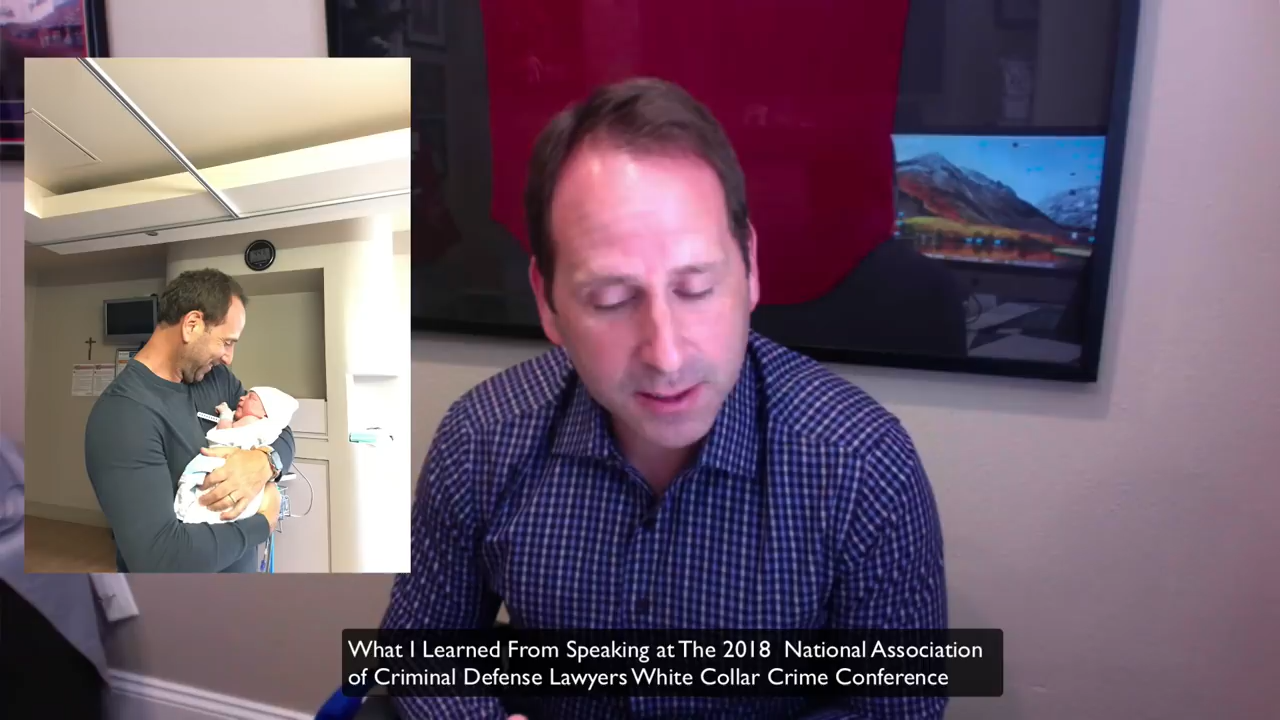 What I Learned From Speaking at The 2018 National Association
of Criminal Defense Lawyers White Collar Crime Conference